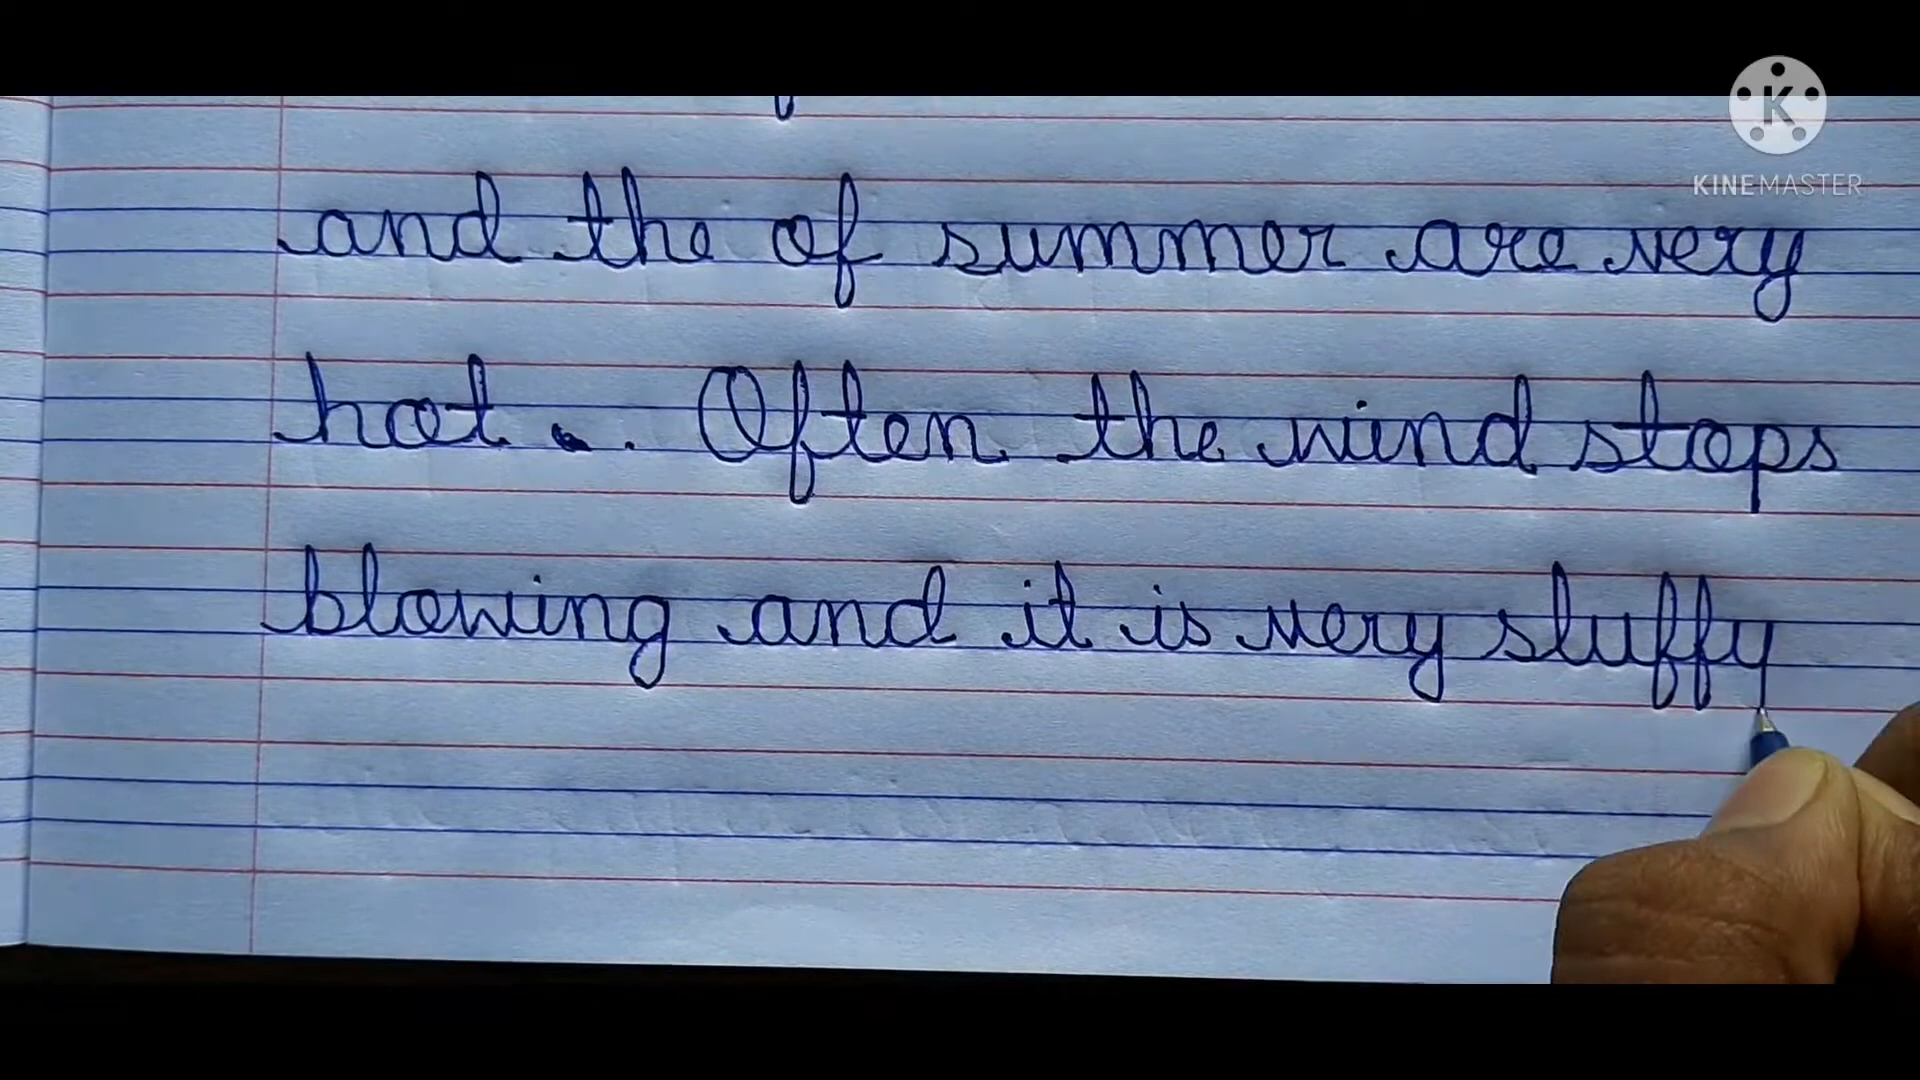 KINEMASTER
and the of summer are very
hot . Often the wind stops
blowing and it is very stuffy